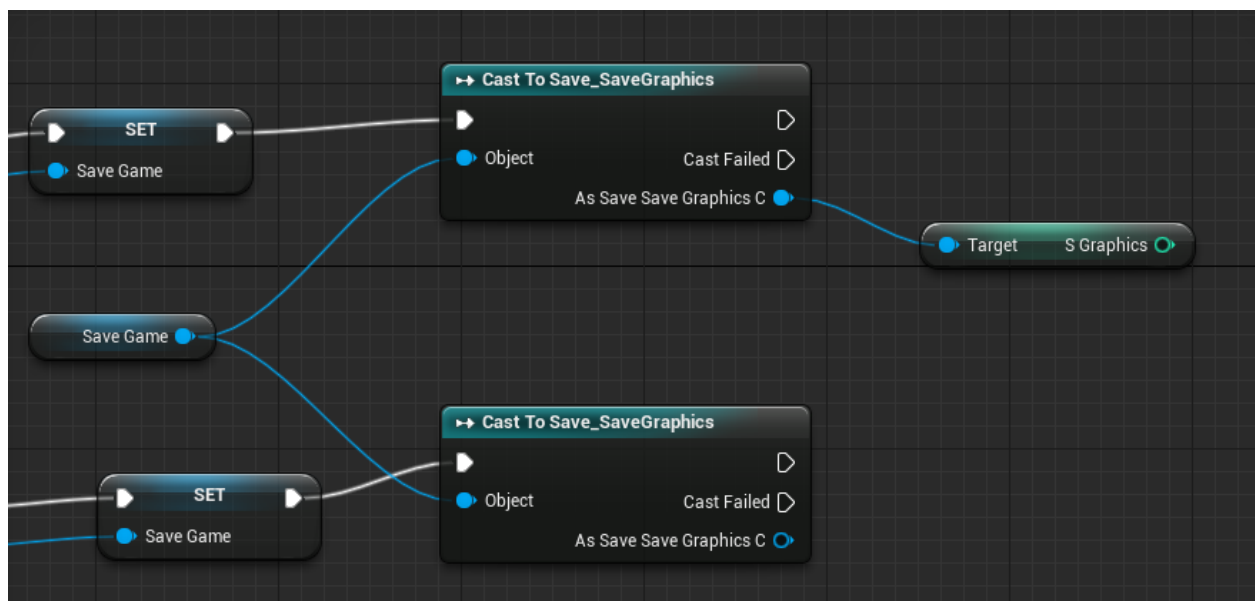 Cast To Save_SaveGraphics
SET
Save Game
Object
Cast Failed
As Save Save Graphics C
Target
S Graphics
Save Game
Cast To Save_SaveGraphics
SET
Save Game
Object
Cast Failed
As Save Save Graphics C